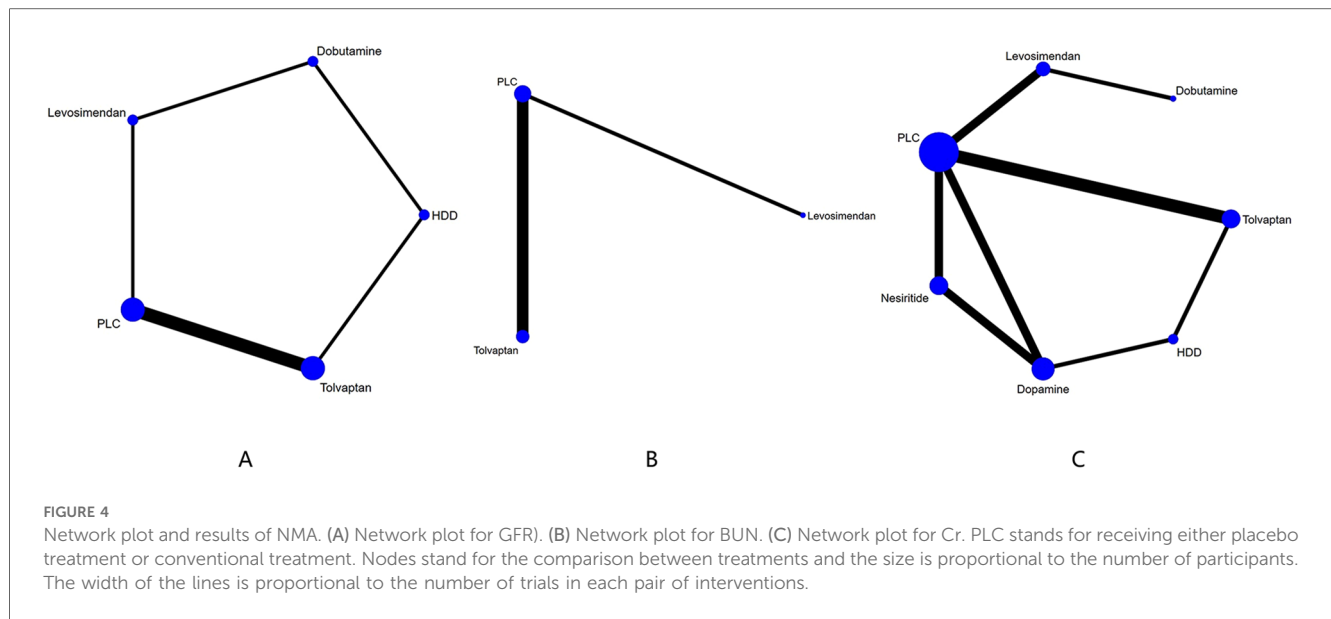 Dobutamine
Levosimendan
HDD
PLC
Tolvaptan
A
PLC
Levosimendan
Tolvaptan
B
Levosimendan
Dobutamine
PLC
Tolvaptan
Nesiritide
HDD
Dopamine
C
FIGURE 4
Network plot and results of NMA. (A) Network plot for GFR). (B) Network plot for BUN. (C) Network plot for Cr. PLC stands for receiving either placebo
treatment or conventional treatment. Nodes stand for the comparison between treatments and the size is proportional to the number of participants.
The width of the lines is proportional to the number of trials in each pair of interventions.